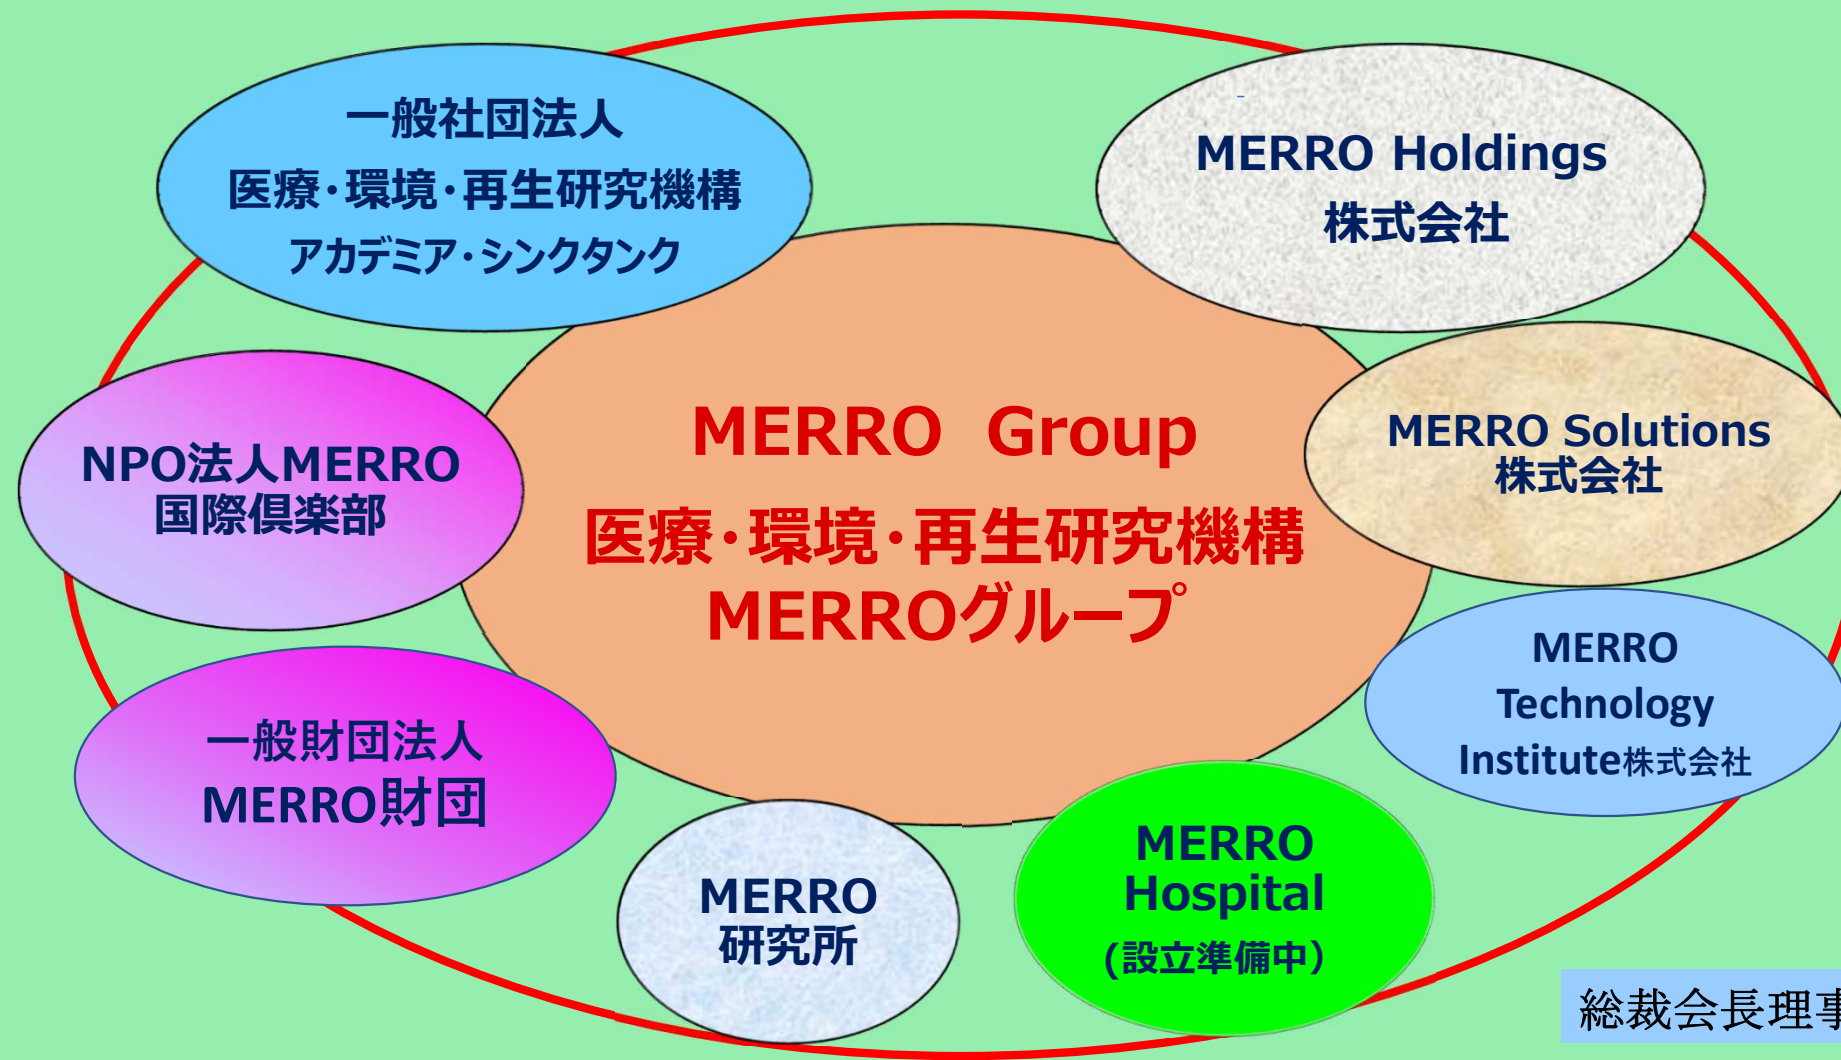 一般社団法人
医療・環境・再生研究機構
アカデミア・シンクタンク
MERRO Holdings
株式会社
NPO法人MERRO
国際倶楽部
MERRO Group
医療・環境・再生研究機構
MERROグループ
MERRO Solutions
株式会社
MERRO
Technology
Institute株式会社
一般財団法人
MERRO財団
MERRO
研究所
MERRO
Hospital
(設立準備中）
総裁会長理事